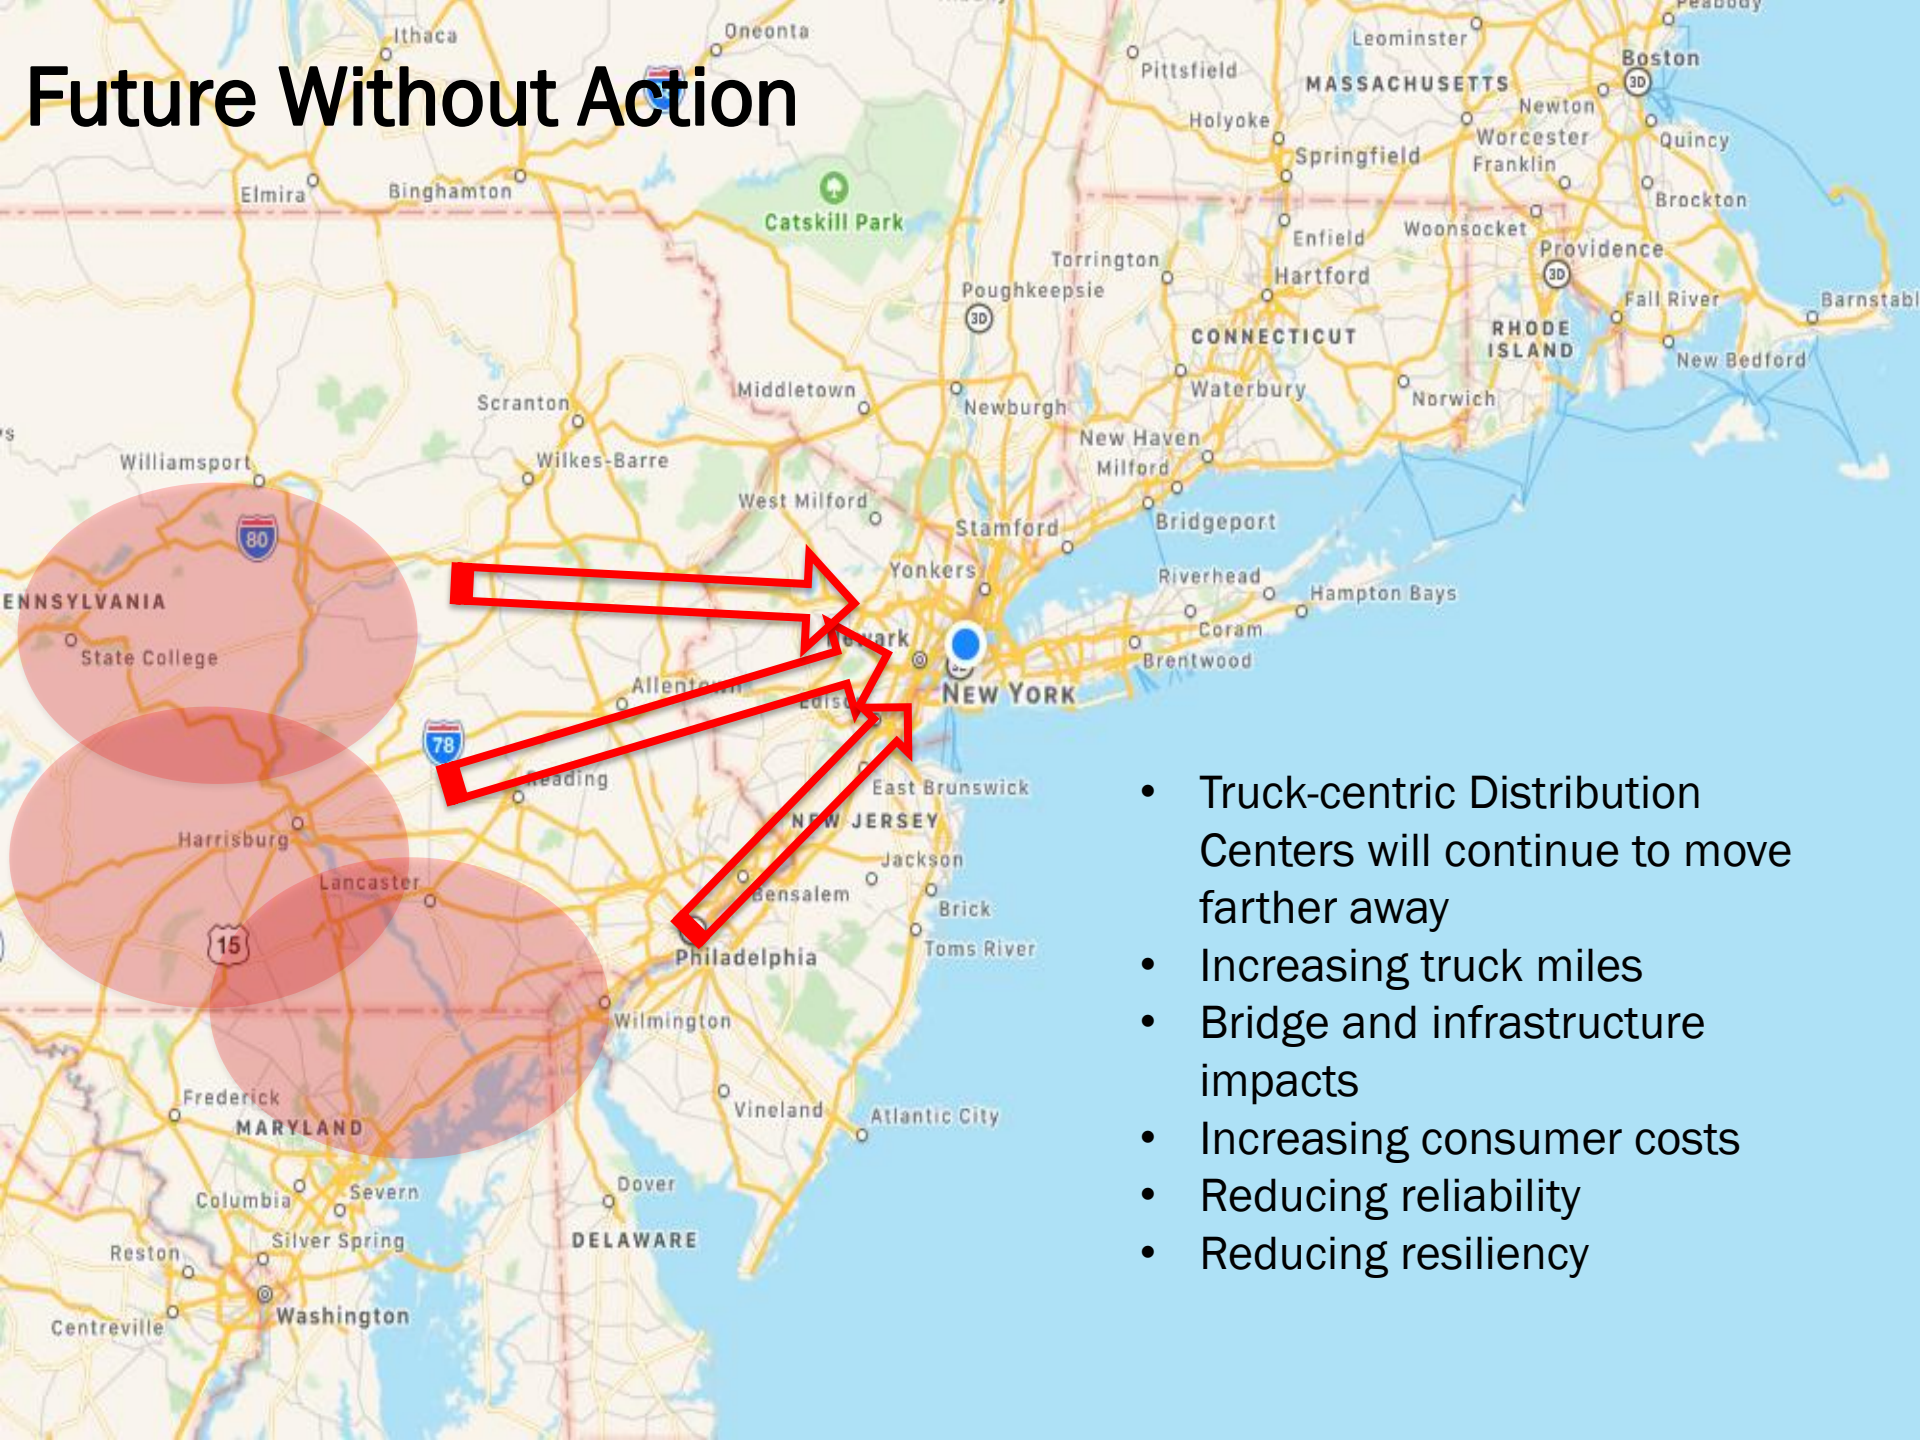 Ithaca
Oneonta
Leominster
Boston
3D
Pittsfield
MASSACHUSETTS
Newton
Future Without Action
Holyoke
Worcester
Quincy
Springfield
Franklin
Elmira
Binghamton
Brockton
Catskill Park
Enfield
Woonsocket
Providence
3D
Torrington
Hartford
Poughkeepsie
3D
Fall River
Barnstabl
CONNECTICUT
RHODE
ISLAND
New Bedford
Middletown
Waterbury
Norwich
Scranton
Newburgh
New Haven
Williamsport
Wilkes-Barre
Milford
West Milford
Stamford
Bridgeport
80
Yonkers
Riverhead
Hampton Bays
ENNSYLVANIA
Coram
State College
Brentwood
NEW YORK
78
East Brunswick
NEW JERSEY
Harrisburg
Jackson
Lancaster
Bensalem
Brick
15
Philadelphia
Toms River
Wilmington
Frederick
MARYLAND
Vineland
Atlantic City
Dover
Columbia
Severn
Silver Spring
DELAWARE
Reston
Washington
Centreville
• Truck-centric Distribution
Centers will continue to move
farther away
• Increasing truck miles
• Bridge and infrastructure
impacts
• Increasing consumer costs
• Reducing reliability
• Reducing resiliency